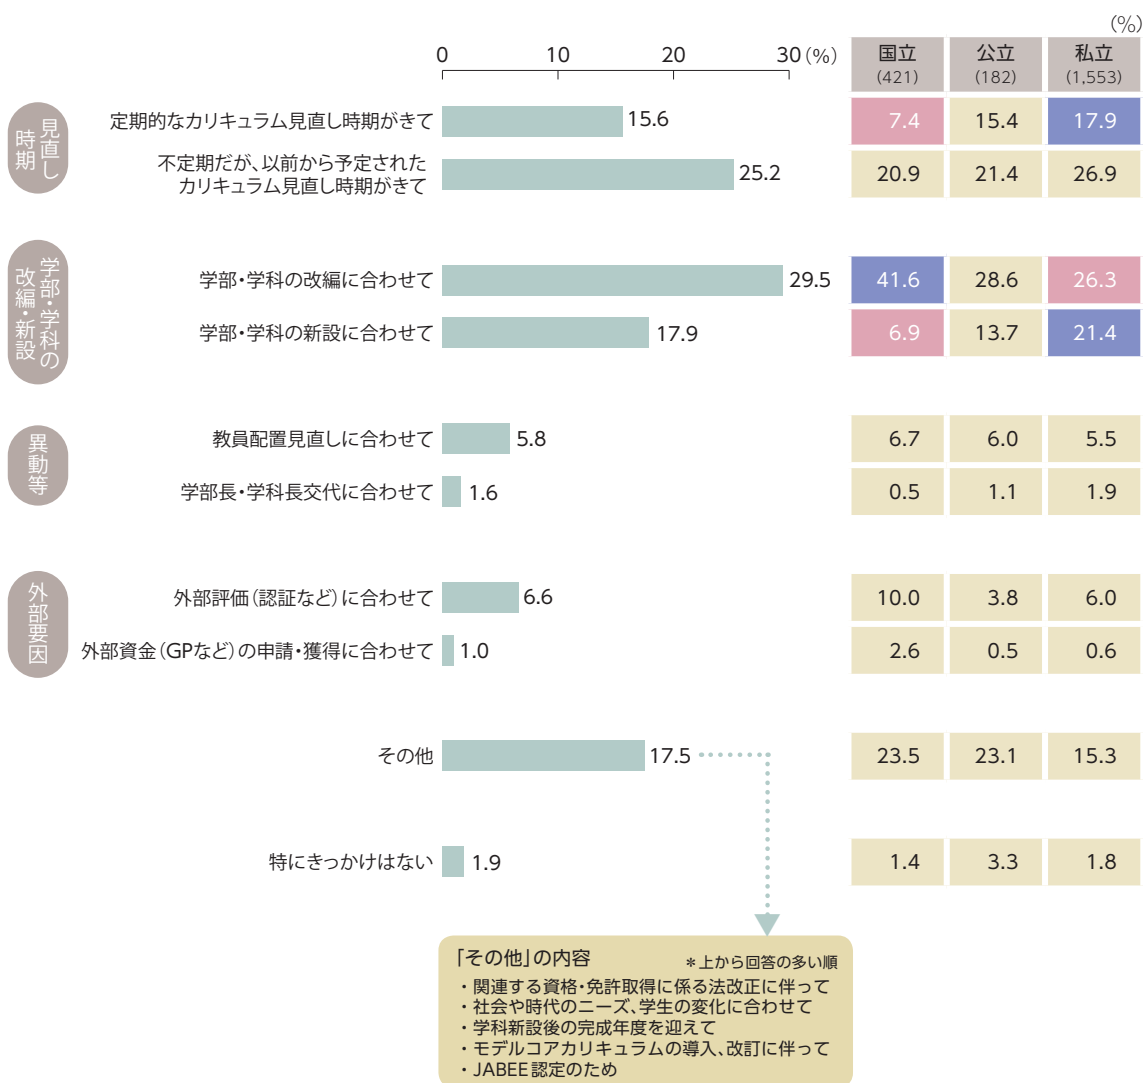 (%)
0 10 20 30(%)
国立 公立 私立
(421) (182) (1,553)
見直し
時期
定期的なカリキュラム見直し時期がきて 15.6 7.4 15.4 17.9
不定期だが、以前から予定された
カリキュラム見直し時期がきて 25.2 20.9 21.4 26.9
学部・学科の
改編・新設
学部・学科の改編に合わせて 29.5 41.6 28.6 26.3
学部・学科の新設に合わせて 17.9 6.9 13.7 21.4
異動等
教員配置見直しに合わせて 5.8 6.7 6.0 5.5
学部長・学科長交代に合わせて 1.6 0.5 1.1 1.9
外部要因
外部評価(認証など)に合わせて 6.6 10.0 3.8 6.0
外部資金(GPなど)の申請・獲得に合わせて 1.0 2.6 0.5 0.6
その他 17.5 23.5 23.1 15.3
特にきっかけはない 1.9 1.4 3.3 1.8
「その他」の内容 *上から回答の多い順
・関連する資格・免許取得に係る法改正に伴って
・社会や時代のニーズ、学生の変化に合わせて
・学科新設後の完成年度を迎えて
・モデルコアカリキュラムの導入、改訂に伴って
・JABEE認定のため